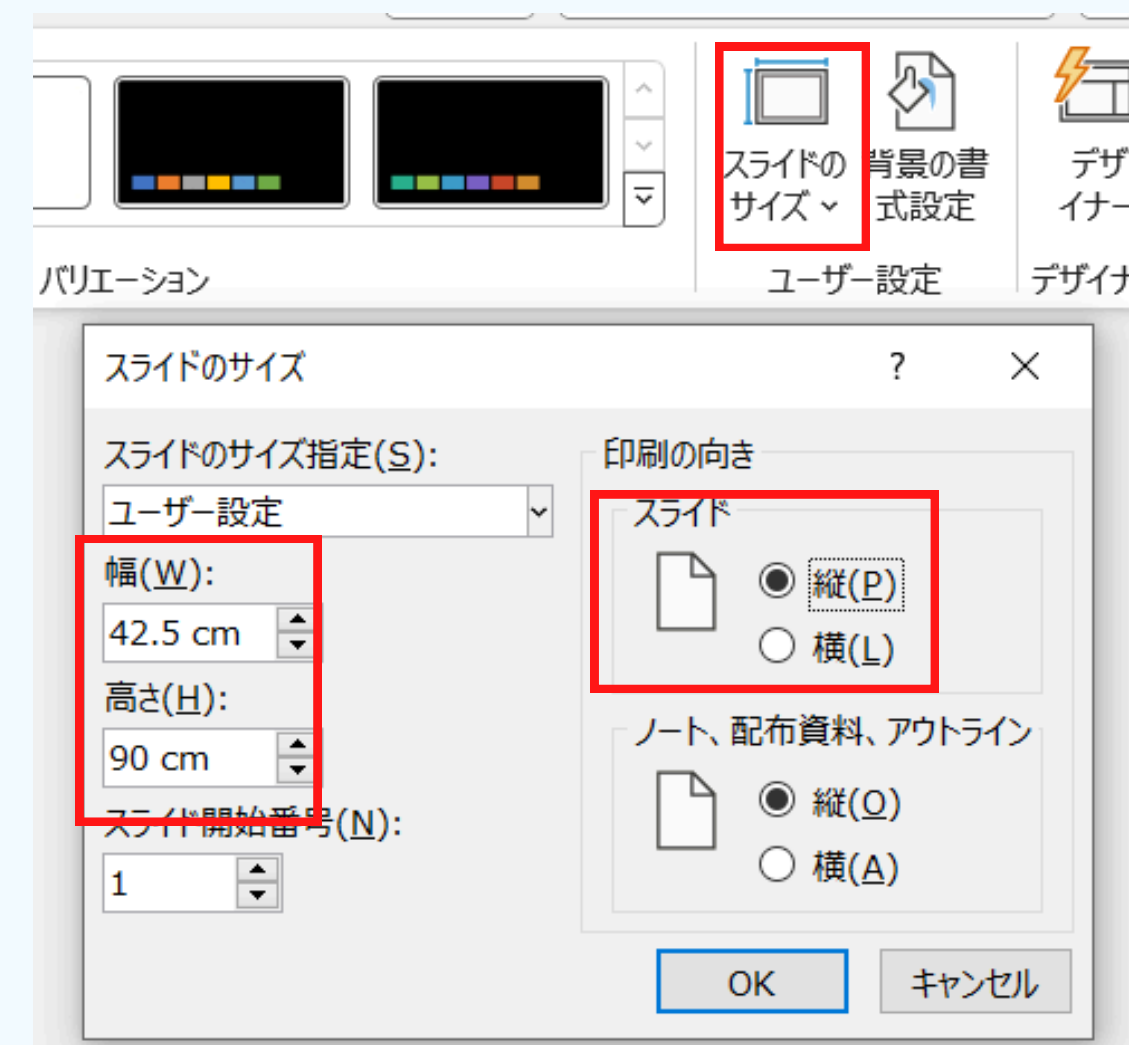 スライドの
サイズ
背景の書
式設定
デザ
イナー
バリエーション
ユーザー設定
デザイナ
スライドのサイズ
?
スライドのサイズ指定(S):
ユーザー設定
幅(W):
42.5 cm
高さ(H):
90 cm
スライド開始番号(N):
1
印刷の向き
スライド
縦(P)
横(L)
ノート、配布資料、アウトライン
縦(O)
横(A)
OK
キャンセル